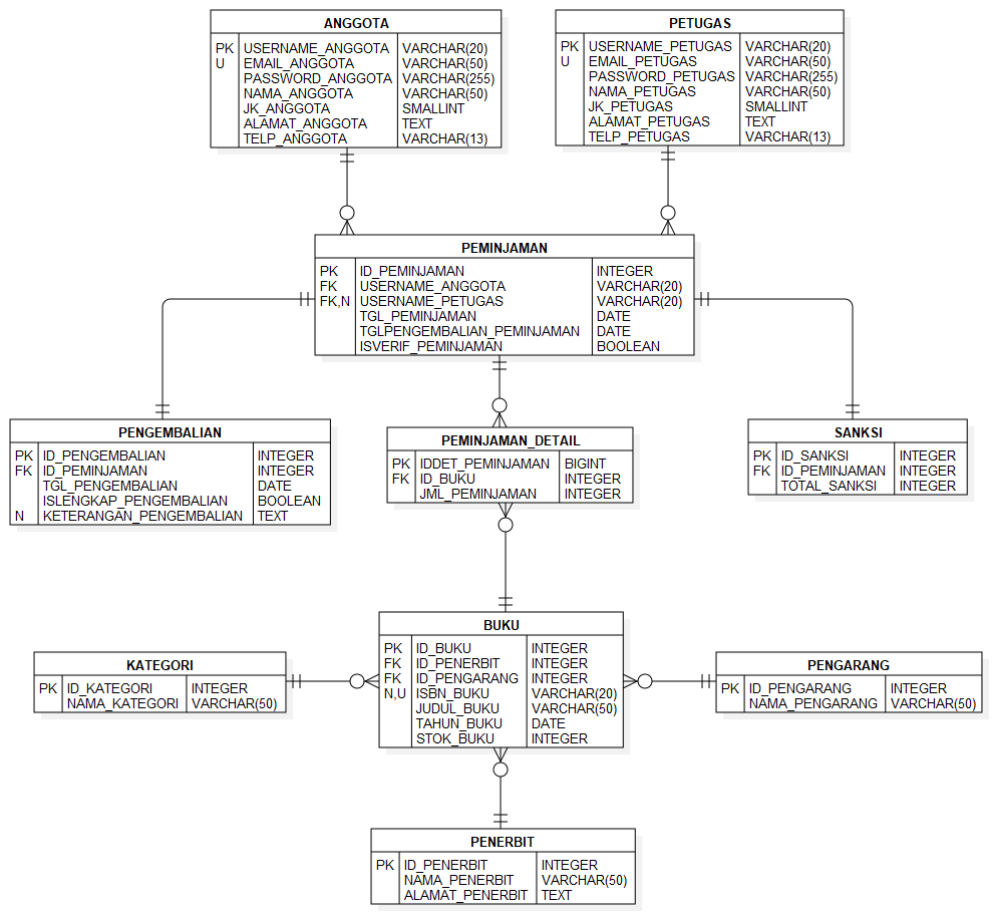 ANGGOTA
PK USERNAME_ANGGOTA VARCHAR(20)
U EMAIL_ANGGOTA VARCHAR(50)
PASSWORD_ANGGOTA VARCHAR(255)
NAMA_ANGGOTA VARCHAR(50)
JK_ANGGOTA SMALLINT
ALAMAT_ANGGOTA TEXT
TELP_ANGGOTA VARCHAR(13)
PETUGAS
PK USERNAME_PETUGAS VARCHAR(20)
U EMAIL_PETUGAS VARCHAR(50)
PASSWORD_PETUGAS VARCHAR(255)
NAMA_PETUGAS VARCHAR(50)
JK_PETUGAS SMALLINT
ALAMAT_PETUGAS TEXT
TELP_PETUGAS VARCHAR(13)
PEMINJAMAN
PK ID_PEMINJAMAN INTEGER
FK USERNAME_ANGGOTA VARCHAR(20)
FK,N USERNAME_PETUGAS VARCHAR(20)
TGL_PEMINJAMAN DATE
TGLPENGEMBALIAN_PEMINJAMAN DATE
ISVERIF_PEMINJAMAN BOOLEAN
PENGEMBALIAN
PK ID_PENGEMBALIAN INTEGER
FK ID_PEMINJAMAN INTEGER
TGL_PENGEMBALIAN DATE
ISLENGKAP_PENGEMBALIAN BOOLEAN
N KETERANGAN_PENGEMBALIAN TEXT
PEMINJAMAN_DETAIL
PK IDDET_PEMINJAMAN BIGINT
FK ID_BUKU INTEGER
JML_PEMINJAMAN INTEGER
SANKSI
PK ID_SANKSI INTEGER
FK ID_PEMINJAMAN INTEGER
TOTAL_SANKSI INTEGER
BUKU
PK ID_BUKU INTEGER
FK ID_PENERBIT INTEGER
FK ID_PENGARANG INTEGER
N,U ISBN_BUKU VARCHAR(20)
JUDUL_BUKU VARCHAR(50)
TAHUN_BUKU DATE
STOK_BUKU INTEGER
KATEGORI
PK ID_KATEGORI INTEGER
NAMA_KATEGORI VARCHAR(50)
PENGARANG
PK ID_PENGARANG INTEGER
NAMA_PENGARANG VARCHAR(50)
PENERBIT
PK ID_PENERBIT INTEGER
NAMA_PENERBIT VARCHAR(50)
ALAMAT_PENERBIT TEXT